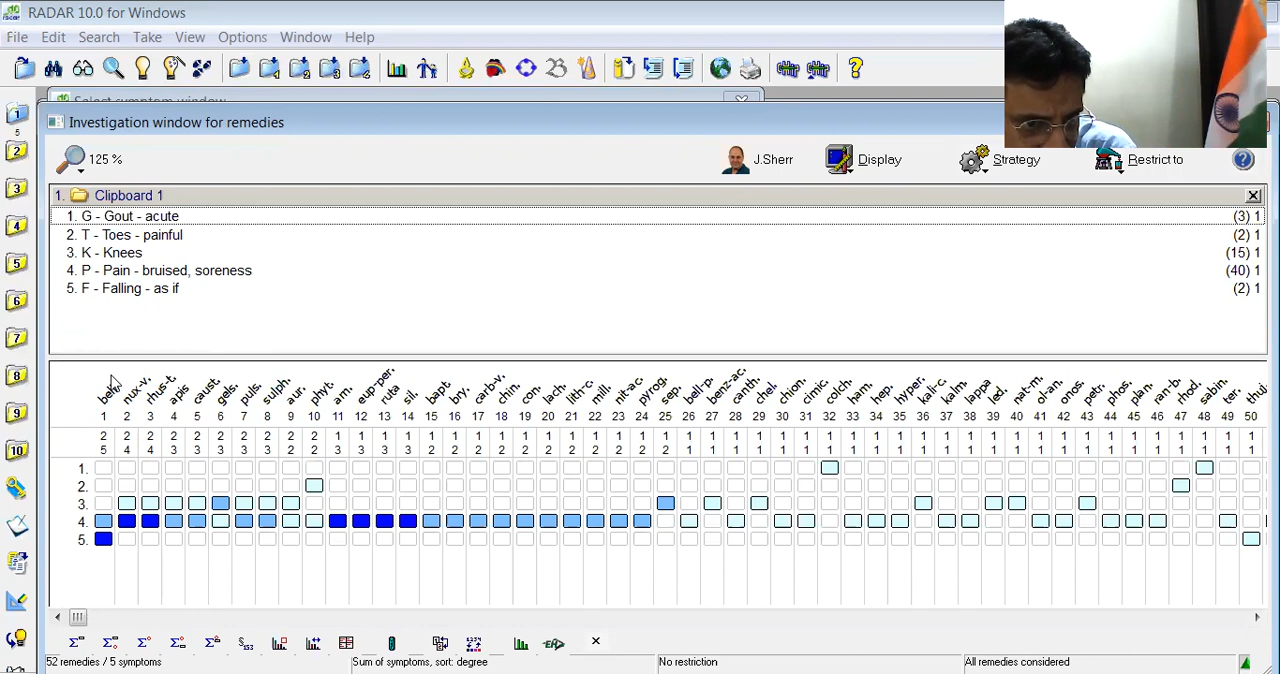 RADAR 10.0 for Windows
File Edit Search Take View Options Window Help
Select symptom window
Investigation window for remedies
125 % J.Sherr Display Strategy Restrict to
1. Clipboard 1
1. G - Gout - acute (3) 1
2. T - Toes - painful (2) 1
3. K - Knees (15) 1
4. P - Pain - bruised, soreness (40) 1
5. F - Falling - as if (2) 1
bell. nux-v. rhus-t. apis caust. gels. puls. sulph. aur. phyt. arn. eup-per. ruta sil. bapt. bry. carb-v. chin. con. lach. lith-c. mill. nit-ac. pyrog. sep. bell-p. benz-ac. canth. chel. chion. cimic. colch. ham. hep. hyper. kali-c. kalm. lappa led. nat-m. ol-an. onos. petr. phos. plan. ran-b. rhod. sabin. ter. thuj.
1 2 3 4 5 6 7 8 9 10 11 12 13 14 15 16 17 18 19 20 21 22 23 24 25 26 27 28 29 30 31 32 33 34 35 36 37 38 39 40 41 42 43 44 45 46 47 48 49 50
2 2 2 2 2 2 2 2 2 2 1 1 1 1 1 1 1 1 1 1 1 1 1 1 1 1 1 1 1 1 1 1 1 1 1 1 1 1 1 1 1 1 1 1 1 1 1 1 1 1
5 4 4 3 3 3 3 3 2 2 3 3 3 3 2 2 2 2 2 2 2 2 2 2 2 1 1 1 1 1 1 1 1 1 1 1 1 1 1 1 1 1 1 1 1 1 1 1 1 1
1.
2.
3.
4.
5.
52 remedies / 5 symptoms Sum of symptoms, sort: degree No restriction All remedies considered